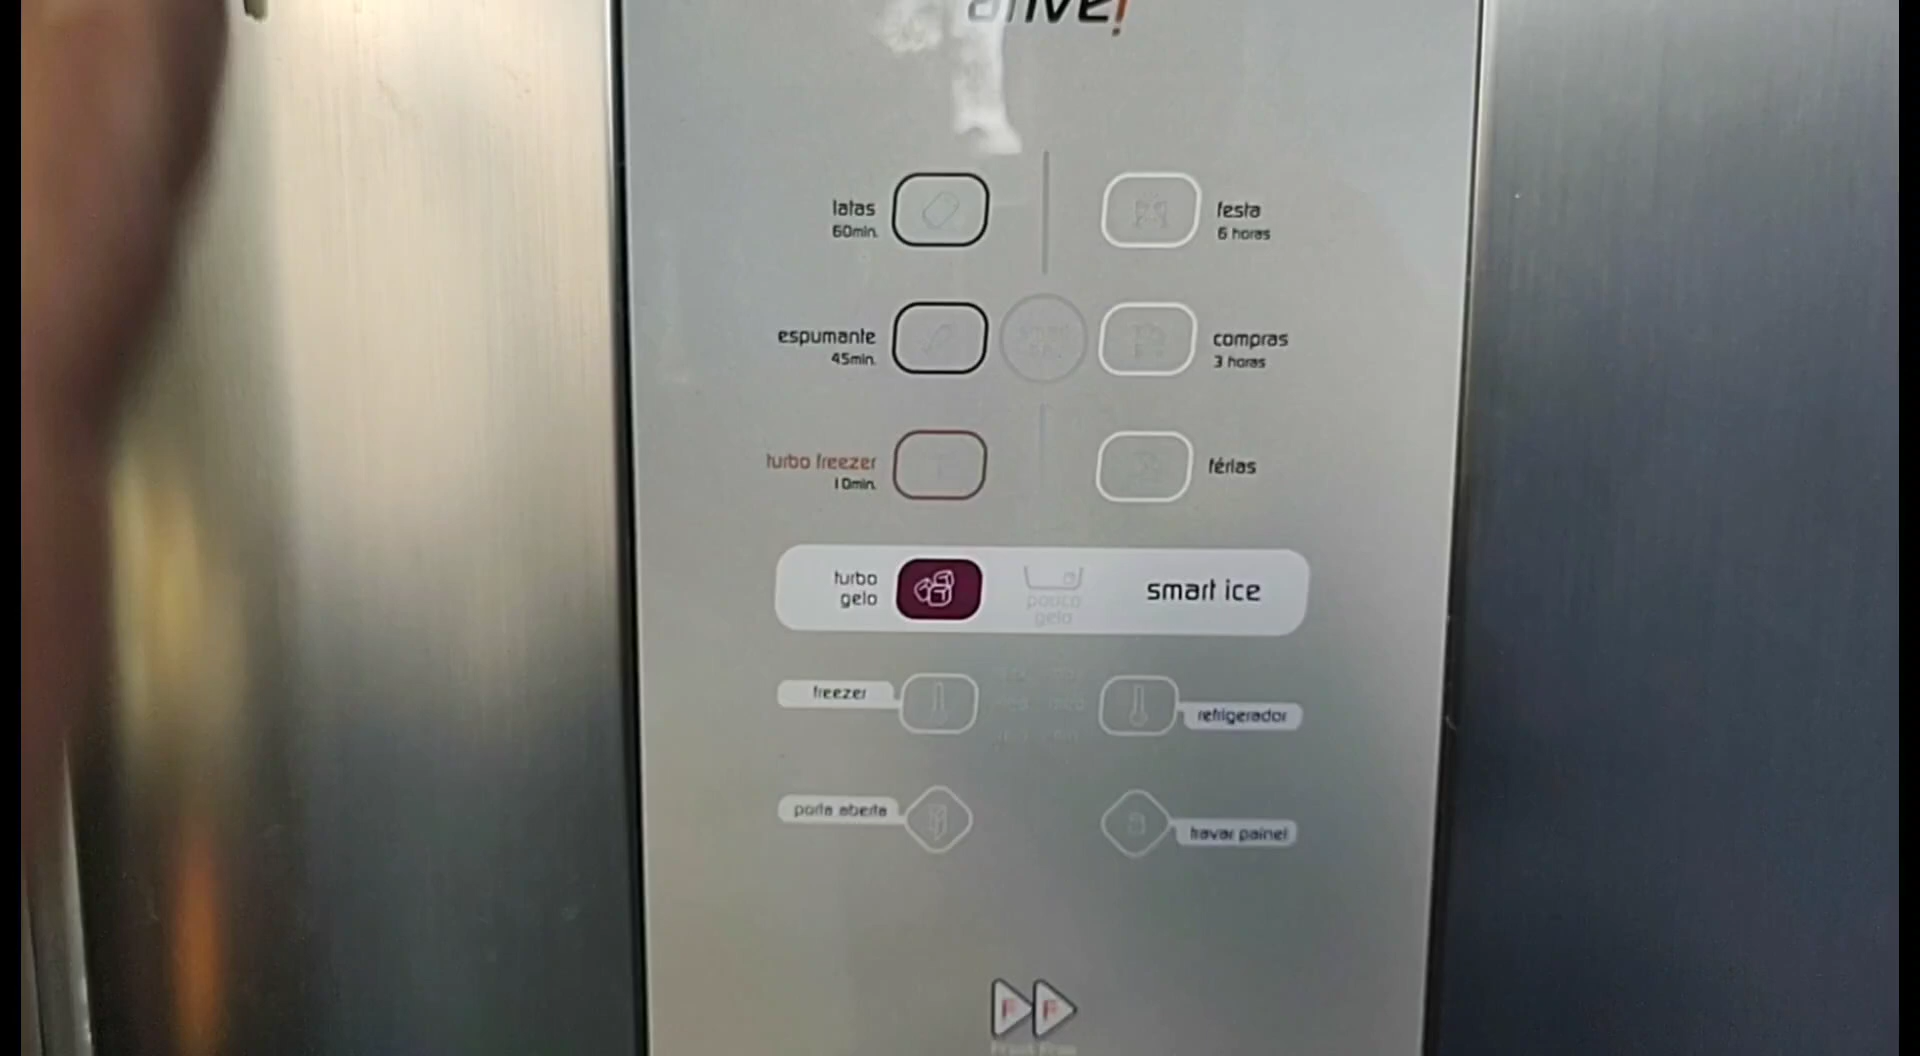 ative!
latas
60min.
festa
6 horas
espumante
45min.
compras
3 horas
turbo freezer
10min.
férias
turbo
gelo
pouco
gelo
smart ice
freezer
refrigerador
porta aberta
travar painel